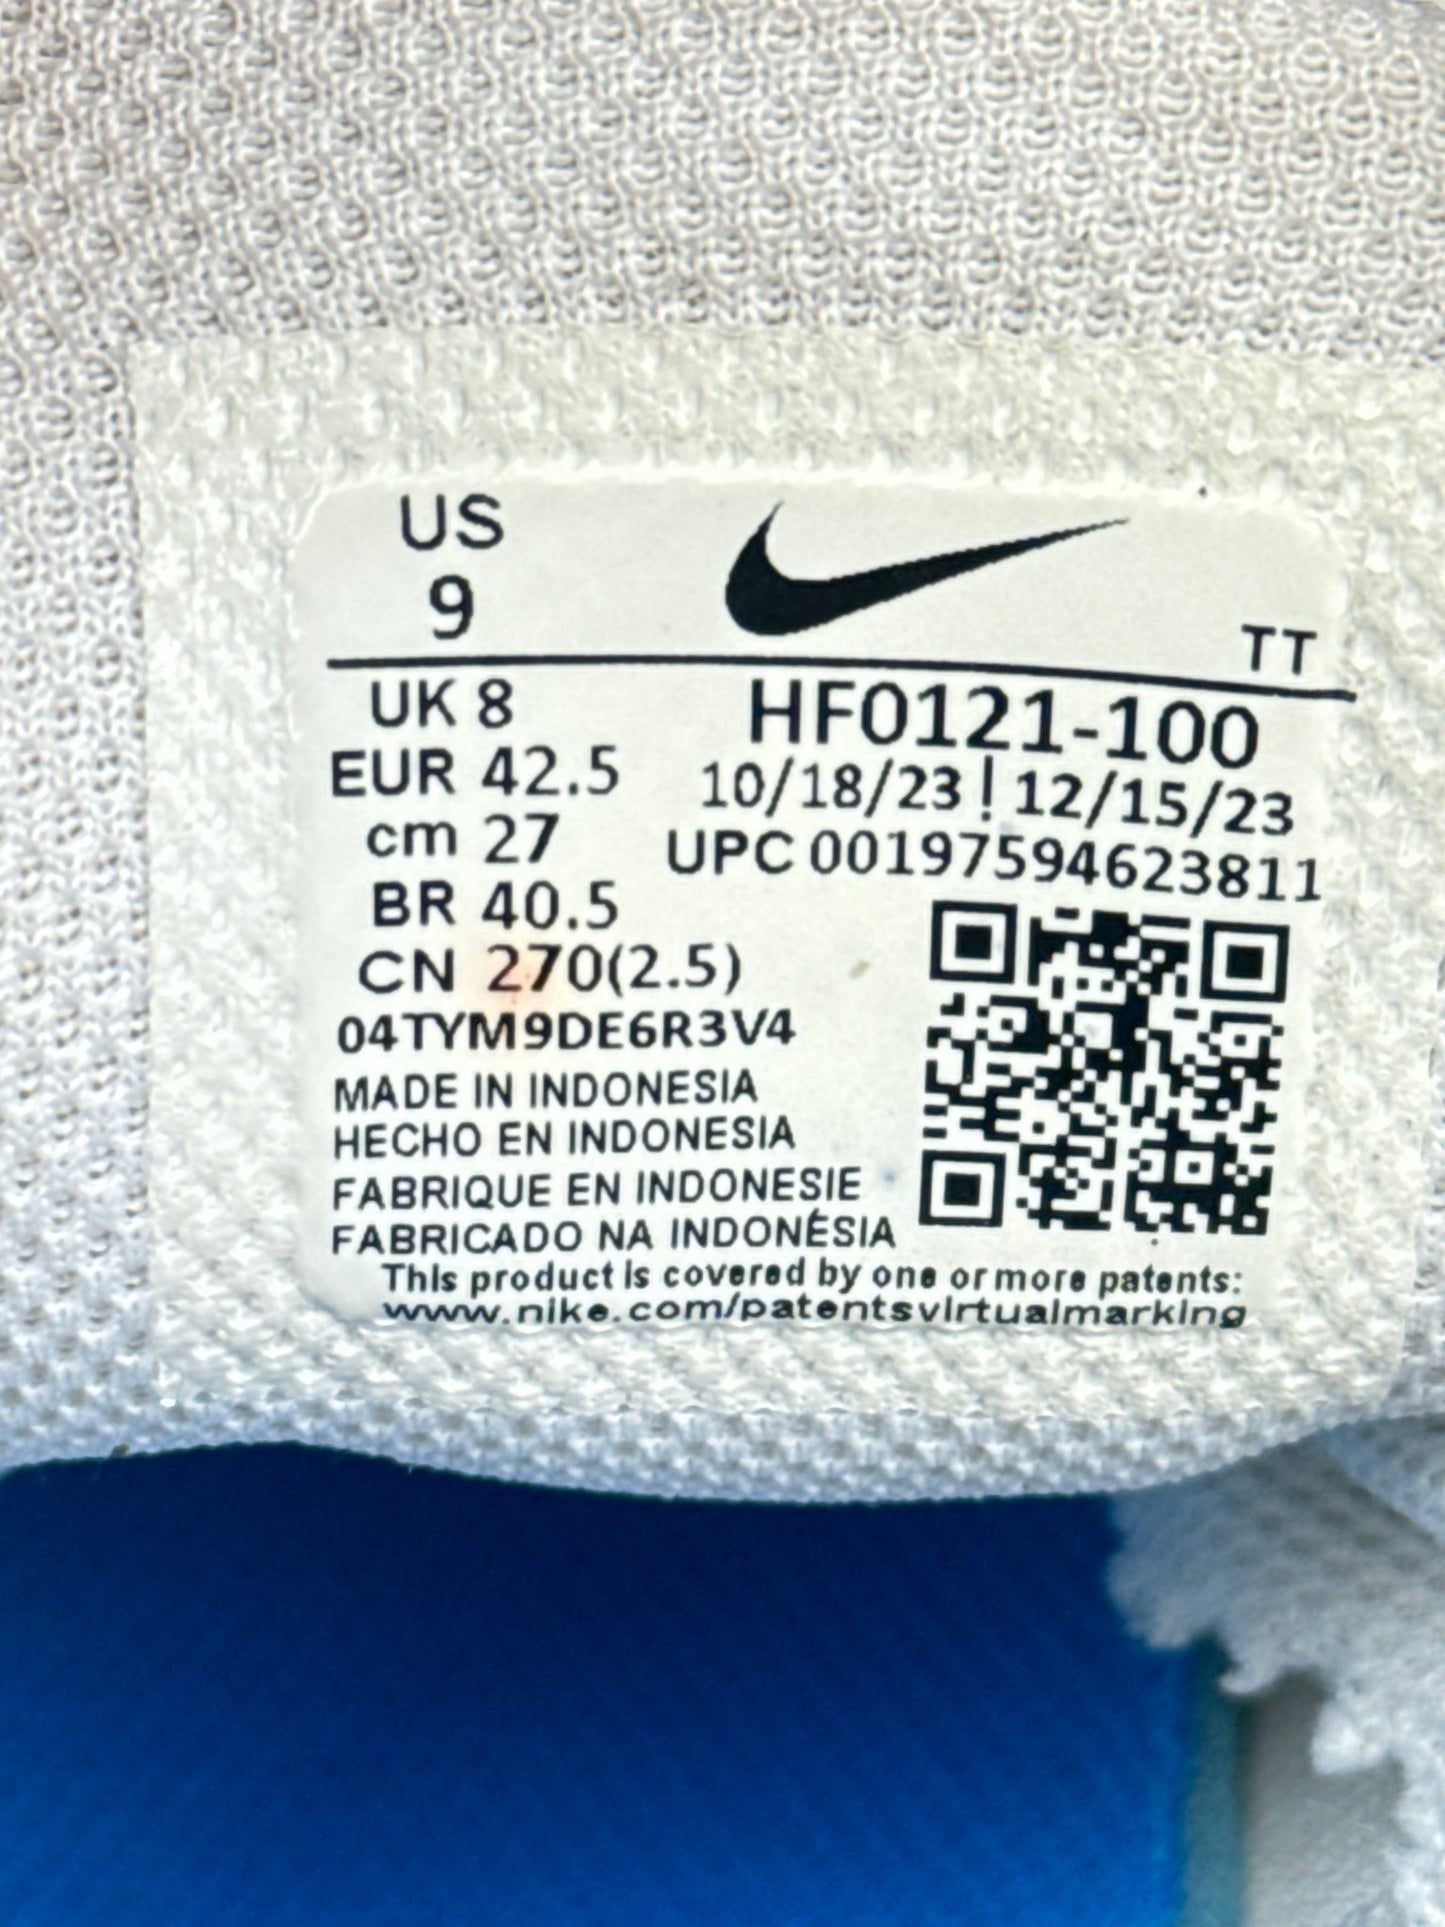 US
9
TT
UK 8
HF0121-100
EUR 42.5
10/18/23 | 12/15/23
cm 27
UPC 00197594623811
BR 40.5
CN 270(2.5)
04TYM9DE6R3V4
MADE IN INDONESIA
HECHO EN INDONESIA
FABRIQUE EN INDONESIE
FABRICADO NA INDONÉSIA
This product is covered by one or more patents:
www.nike.com/patentsvirtualmarking